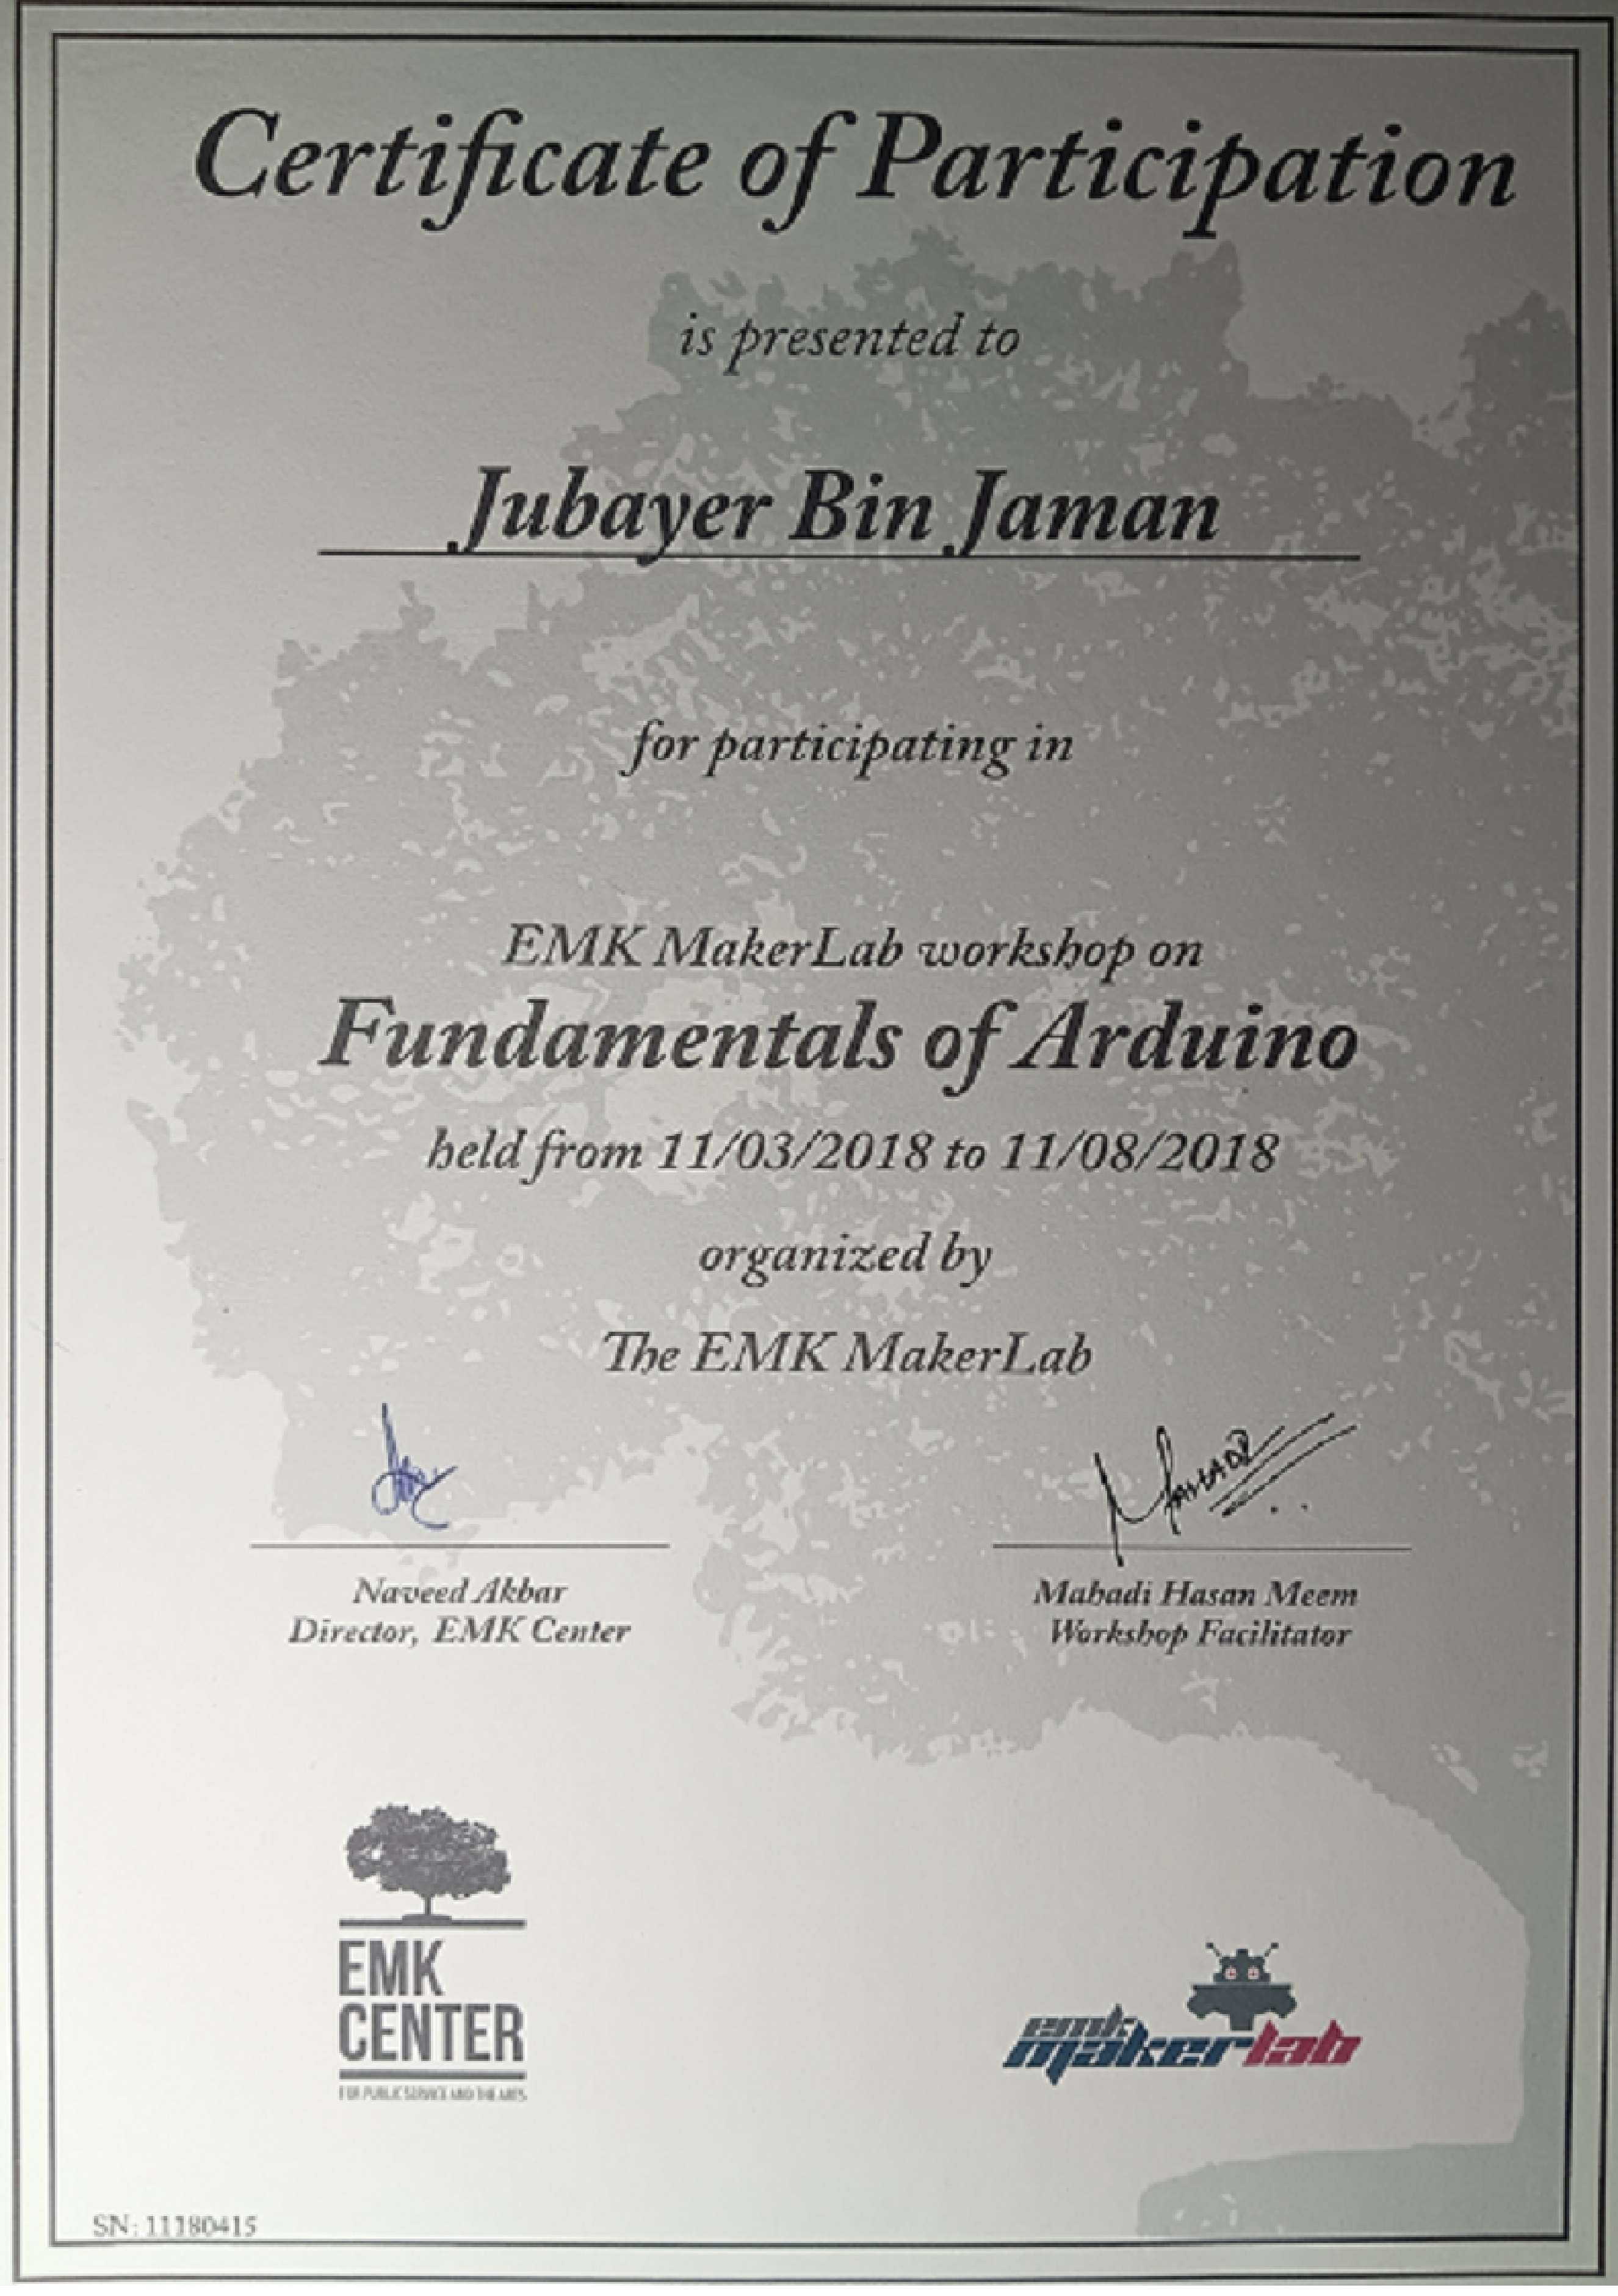 Certificate of Participation
is presented to
Jubayer Bin Jaman
for participating in
EMK MakerLab workshop on
Fundamentals of Arduino
held from 11/03/2018 to 11/08/2018
organized by
The EMK MakerLab
Naveed Akbar
Director, EMK Center
Mahadi Hasan Meem
Workshop Facilitator
EMK
CENTER
FOR PUBLIC SERVICE AND THE ARTS
emk
makerlab
SN: 11180415